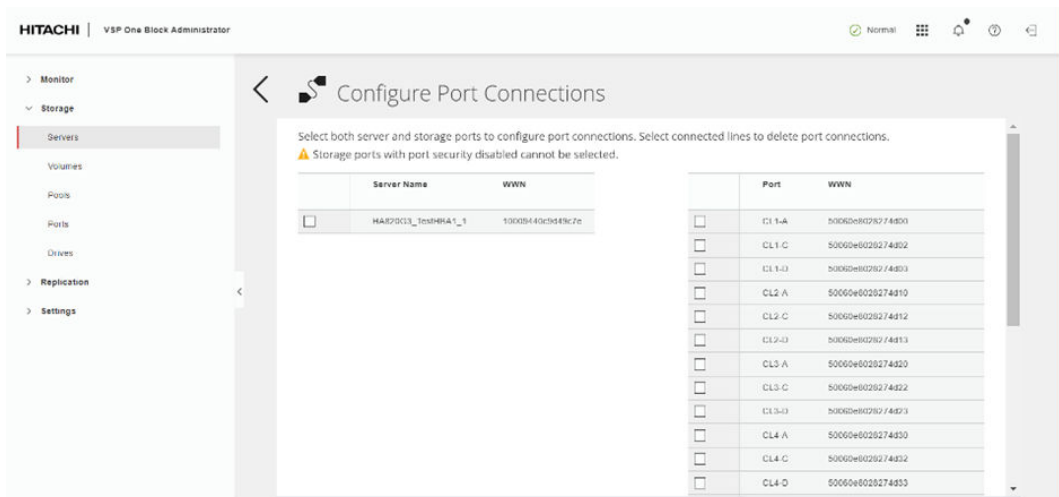 HITACHI VSP One Block Administrator Normal
Monitor
Storage
Servers
Volumes
Pools
Ports
Drives
Replication
Settings
Configure Port Connections
Select both server and storage ports to configure port connections. Select connected lines to delete port connections.
Storage ports with port security disabled cannot be selected.
Server Name WWN
HA820G3_TestHBA1_1 10009440c9d49c7e
Port WWN
CL1-A 50060e8028274d00
CL1-C 50060e8028274d02
CL1-D 50060e8028274d03
CL2-A 50060e8028274d10
CL2-C 50060e8028274d12
CL2-D 50060e8028274d13
CL3-A 50060e8028274d20
CL3-C 50060e8028274d22
CL3-D 50060e8028274d23
CL4-A 50060e8028274d30
CL4-C 50060e8028274d32
CL4-D 50060e8028274d33